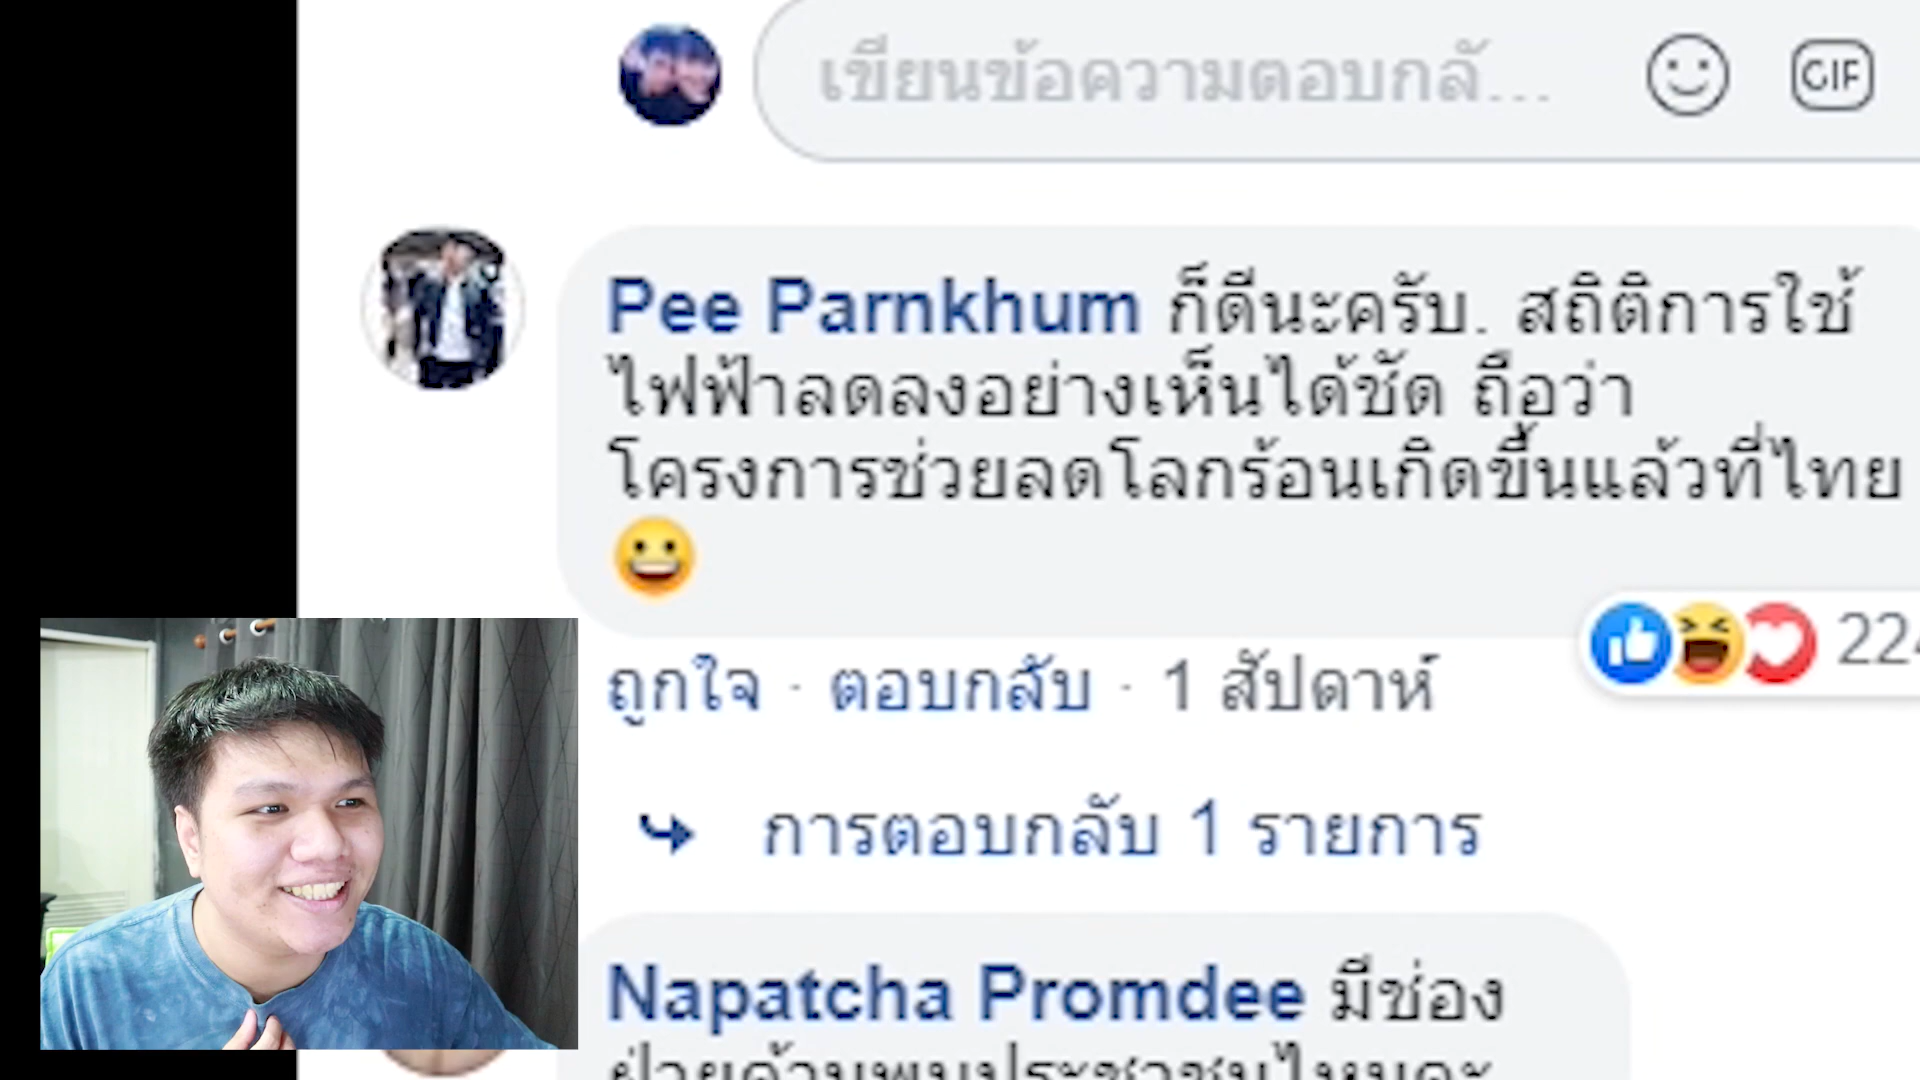 เขียนข้อความตอบกลั...
GIF
Pee Parnkhum ก็ดีนะครับ. สถิติการใช้
ไฟฟ้าลดลงอย่างเห็นได้ชัด ถือว่า
โครงการช่วยลดโลกร้อนเกิดขึ้นแล้วที่ไทย
ถูกใจ · ตอบกลับ · 1 สัปดาห์
การตอบกลับ 1 รายการ
Napatcha Promdee มีช่อง